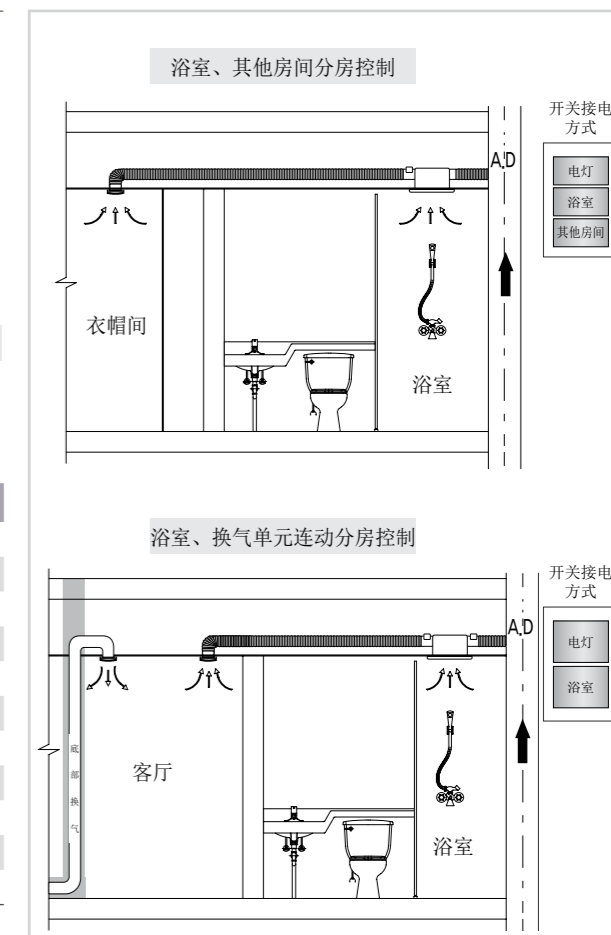 浴室、其他房间分房控制
开关接电
方式
A.D
电灯
浴室
其他房间
衣帽间
浴室
浴室、换气单元连动分房控制
开关接电
方式
A.D
电灯
浴室
底部换气
客厅
浴室